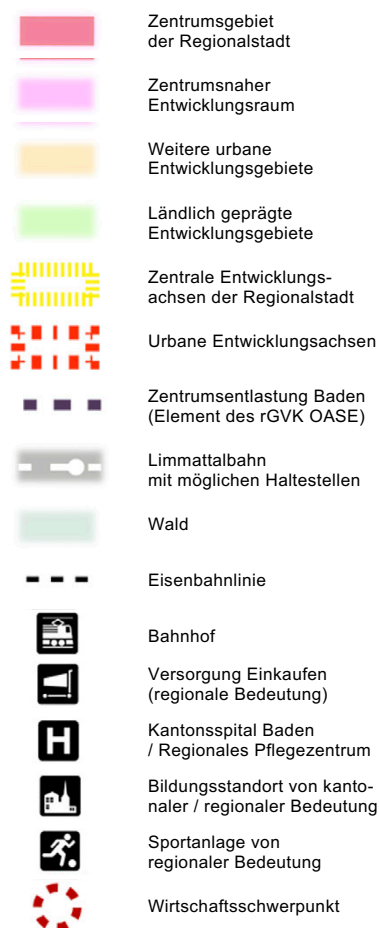 Zentrumsgebiet
der Regionalstadt
Zentrumsnaher
Entwicklungsraum
Weitere urbane
Entwicklungsgebiete
Ländlich geprägte
Entwicklungsgebiete
Zentrale Entwicklungs-
achsen der Regionalstadt
Urbane Entwicklungsachsen
Zentrumsentlastung Baden
(Element des rGVK OASE)
Limmattalbahn
mit möglichen Haltestellen
Wald
Eisenbahnlinie
Bahnhof
Versorgung Einkaufen
(regionale Bedeutung)
H
Kantonsspital Baden
/ Regionales Pflegezentrum
Bildungsstandort von kanto-
naler / regionaler Bedeutung
Sportanlage von
regionaler Bedeutung
Wirtschaftsschwerpunkt